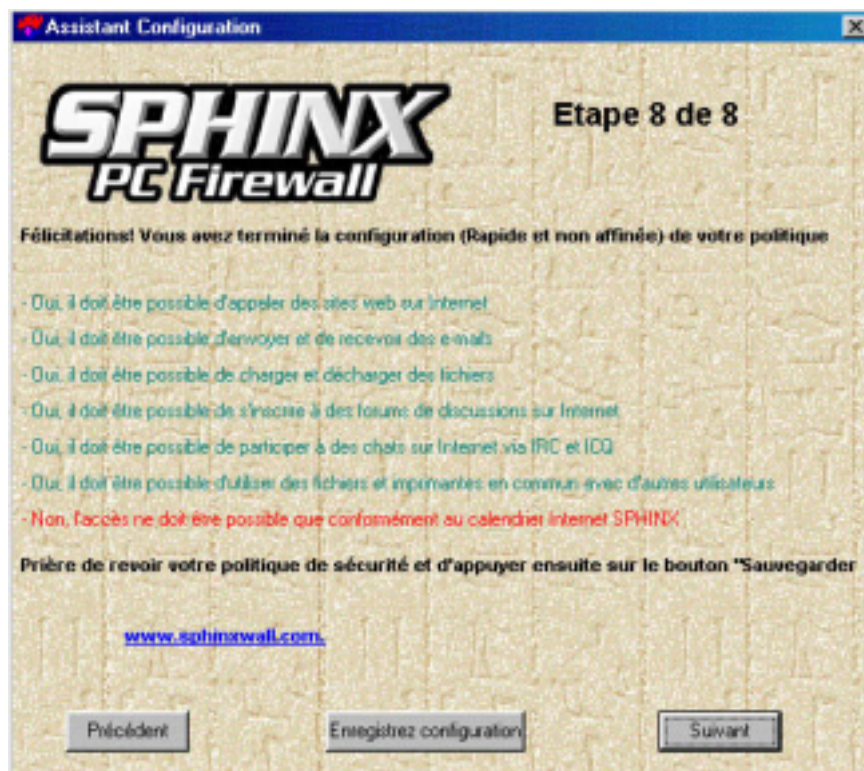 Assistant Configuration
SPHINX
PC Firewall
Etape 8 de 8
Félicitations! Vous avez terminé la configuration (Rapide et non affinée) de votre politique
- Oui, il doit être possible d'appeler des sites web sur Internet
- Oui, il doit être possible d'envoyer et de recevoir des e-mails
- Oui, il doit être possible de charger et décharger des fichiers
- Oui, il doit être possible de s'inscrire à des forums de discussions sur Internet
- Oui, il doit être possible de participer à des chats sur Internet via IRC et ICQ
- Oui, il doit être possible d'utiliser des fichiers et imprimantes en commun avec d'autres utilisateurs
- Non, l'accès ne doit être possible que conformément au calendrier Internet SPHINX
Prière de revoir votre politique de sécurité et d'appuyer ensuite sur le bouton "Sauvegarder
www.sphinxwall.com.
Précédent
Enregistrez configuration
Suivant